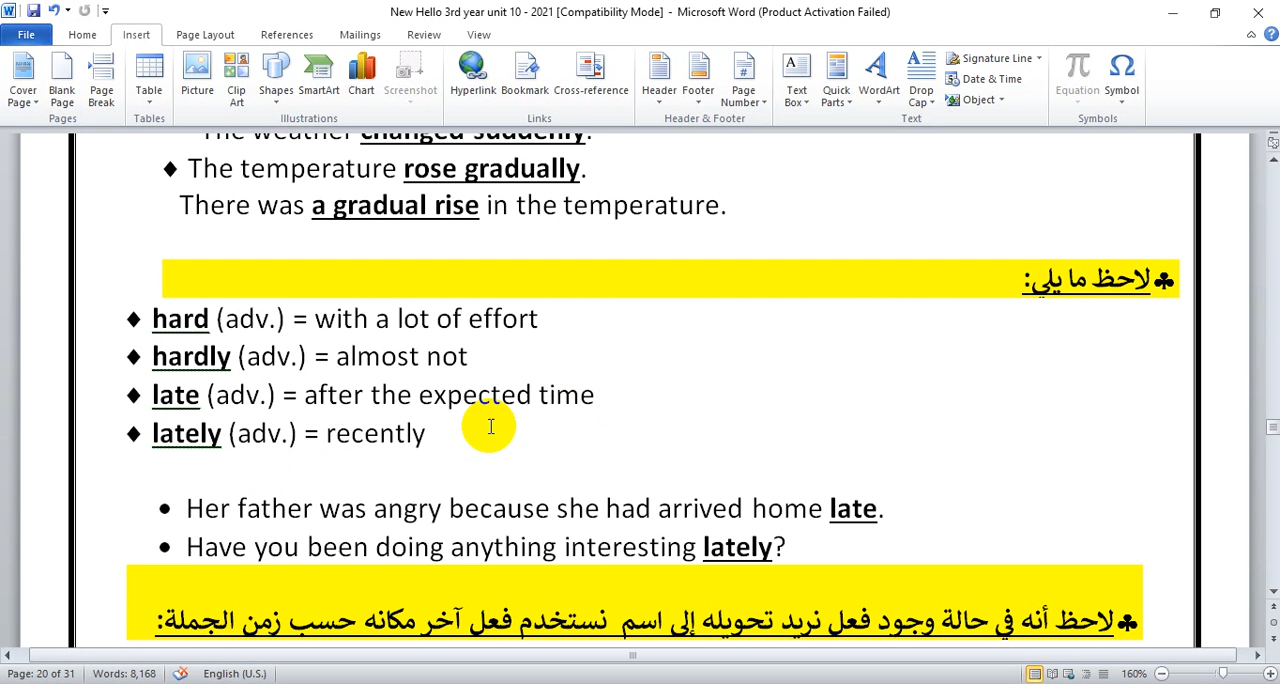 New Hello 3rd year unit 10 - 2021 [Compatibility Mode] - Microsoft Word (Product Activation Failed)
File Home Insert Page Layout References Mailings Review View
Cover Page Blank Page Page Break Table Picture Clip Art Shapes SmartArt Chart Screenshot Hyperlink Bookmark Cross-reference Header Footer Page Number Text Box Quick Parts WordArt Drop Cap Signature Line Date & Time Object Equation Symbol
Pages Tables Illustrations Links Header & Footer Text Symbols
The weather changed suddenly.
♦ The temperature rose gradually.
There was a gradual rise in the temperature.
♣لاحظ ما يلي:
♦ hard (adv.) = with a lot of effort
♦ hardly (adv.) = almost not
♦ late (adv.) = after the expected time
♦ lately (adv.) = recently
• Her father was angry because she had arrived home late.
• Have you been doing anything interesting lately?
♣لاحظ أنه في حالة وجود فعل نريد تحويله إلى اسم نستخدم فعل آخر مكانه حسب زمن الجملة:
Page: 20 of 31 Words: 8,168 English (U.S.) 160%